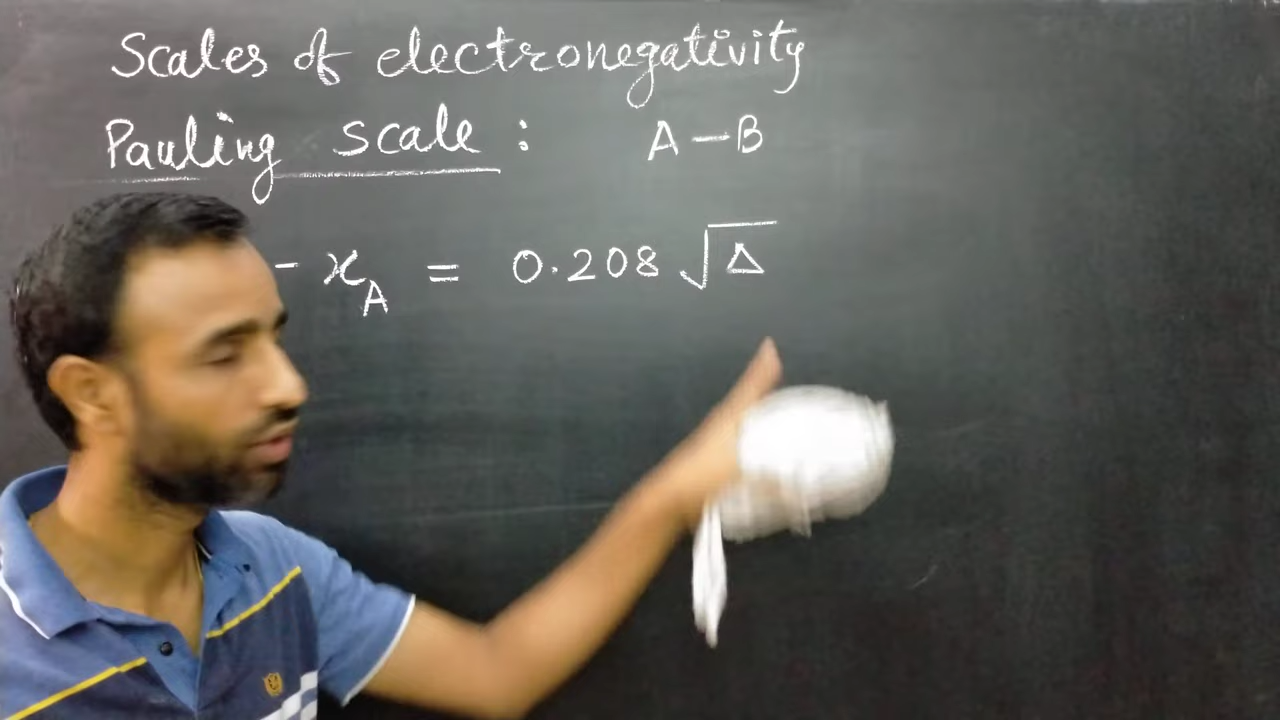 Scales of electronegativity
Pauling scale : A – B
- x_A = 0.208 √Δ